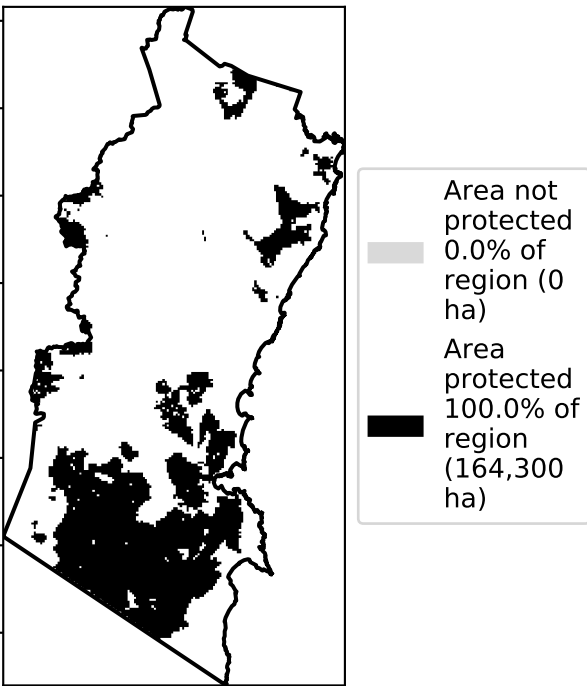 Area not
protected
0.0% of
region (0
ha)
Area
protected
100.0% of
region
(164,300
ha)